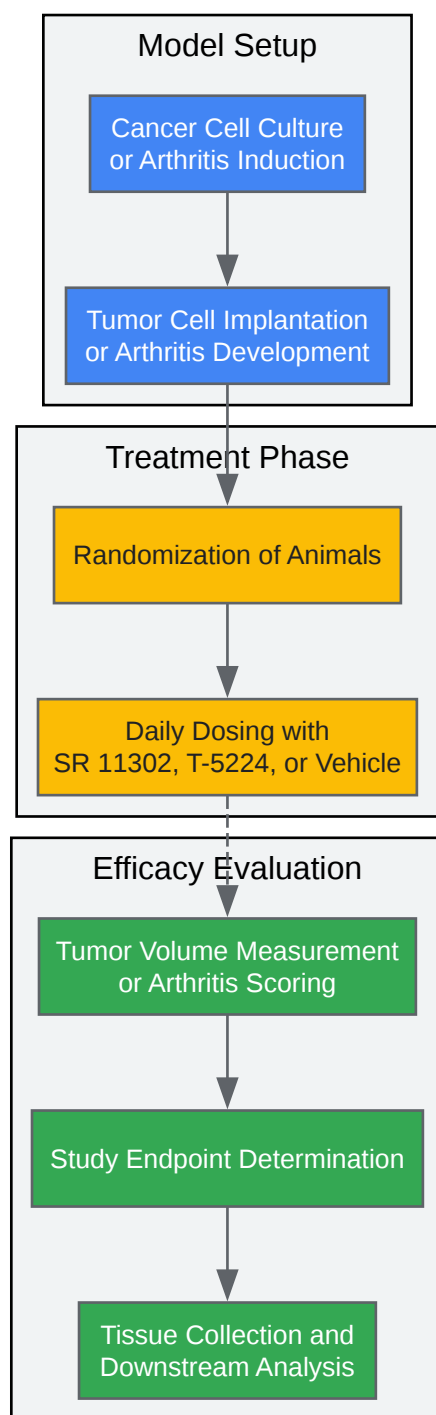 Model Setup
Cancer Cell Culture
or Arthritis Induction
Tumor Cell Implantation
or Arthritis Development
Treatment Phase
Randomization of Animals
Daily Dosing with
SR 11302, T-5224, or Vehicle
Efficacy Evaluation
Tumor Volume Measurement
or Arthritis Scoring
Study Endpoint Determination
Tissue Collection and
Downstream Analysis